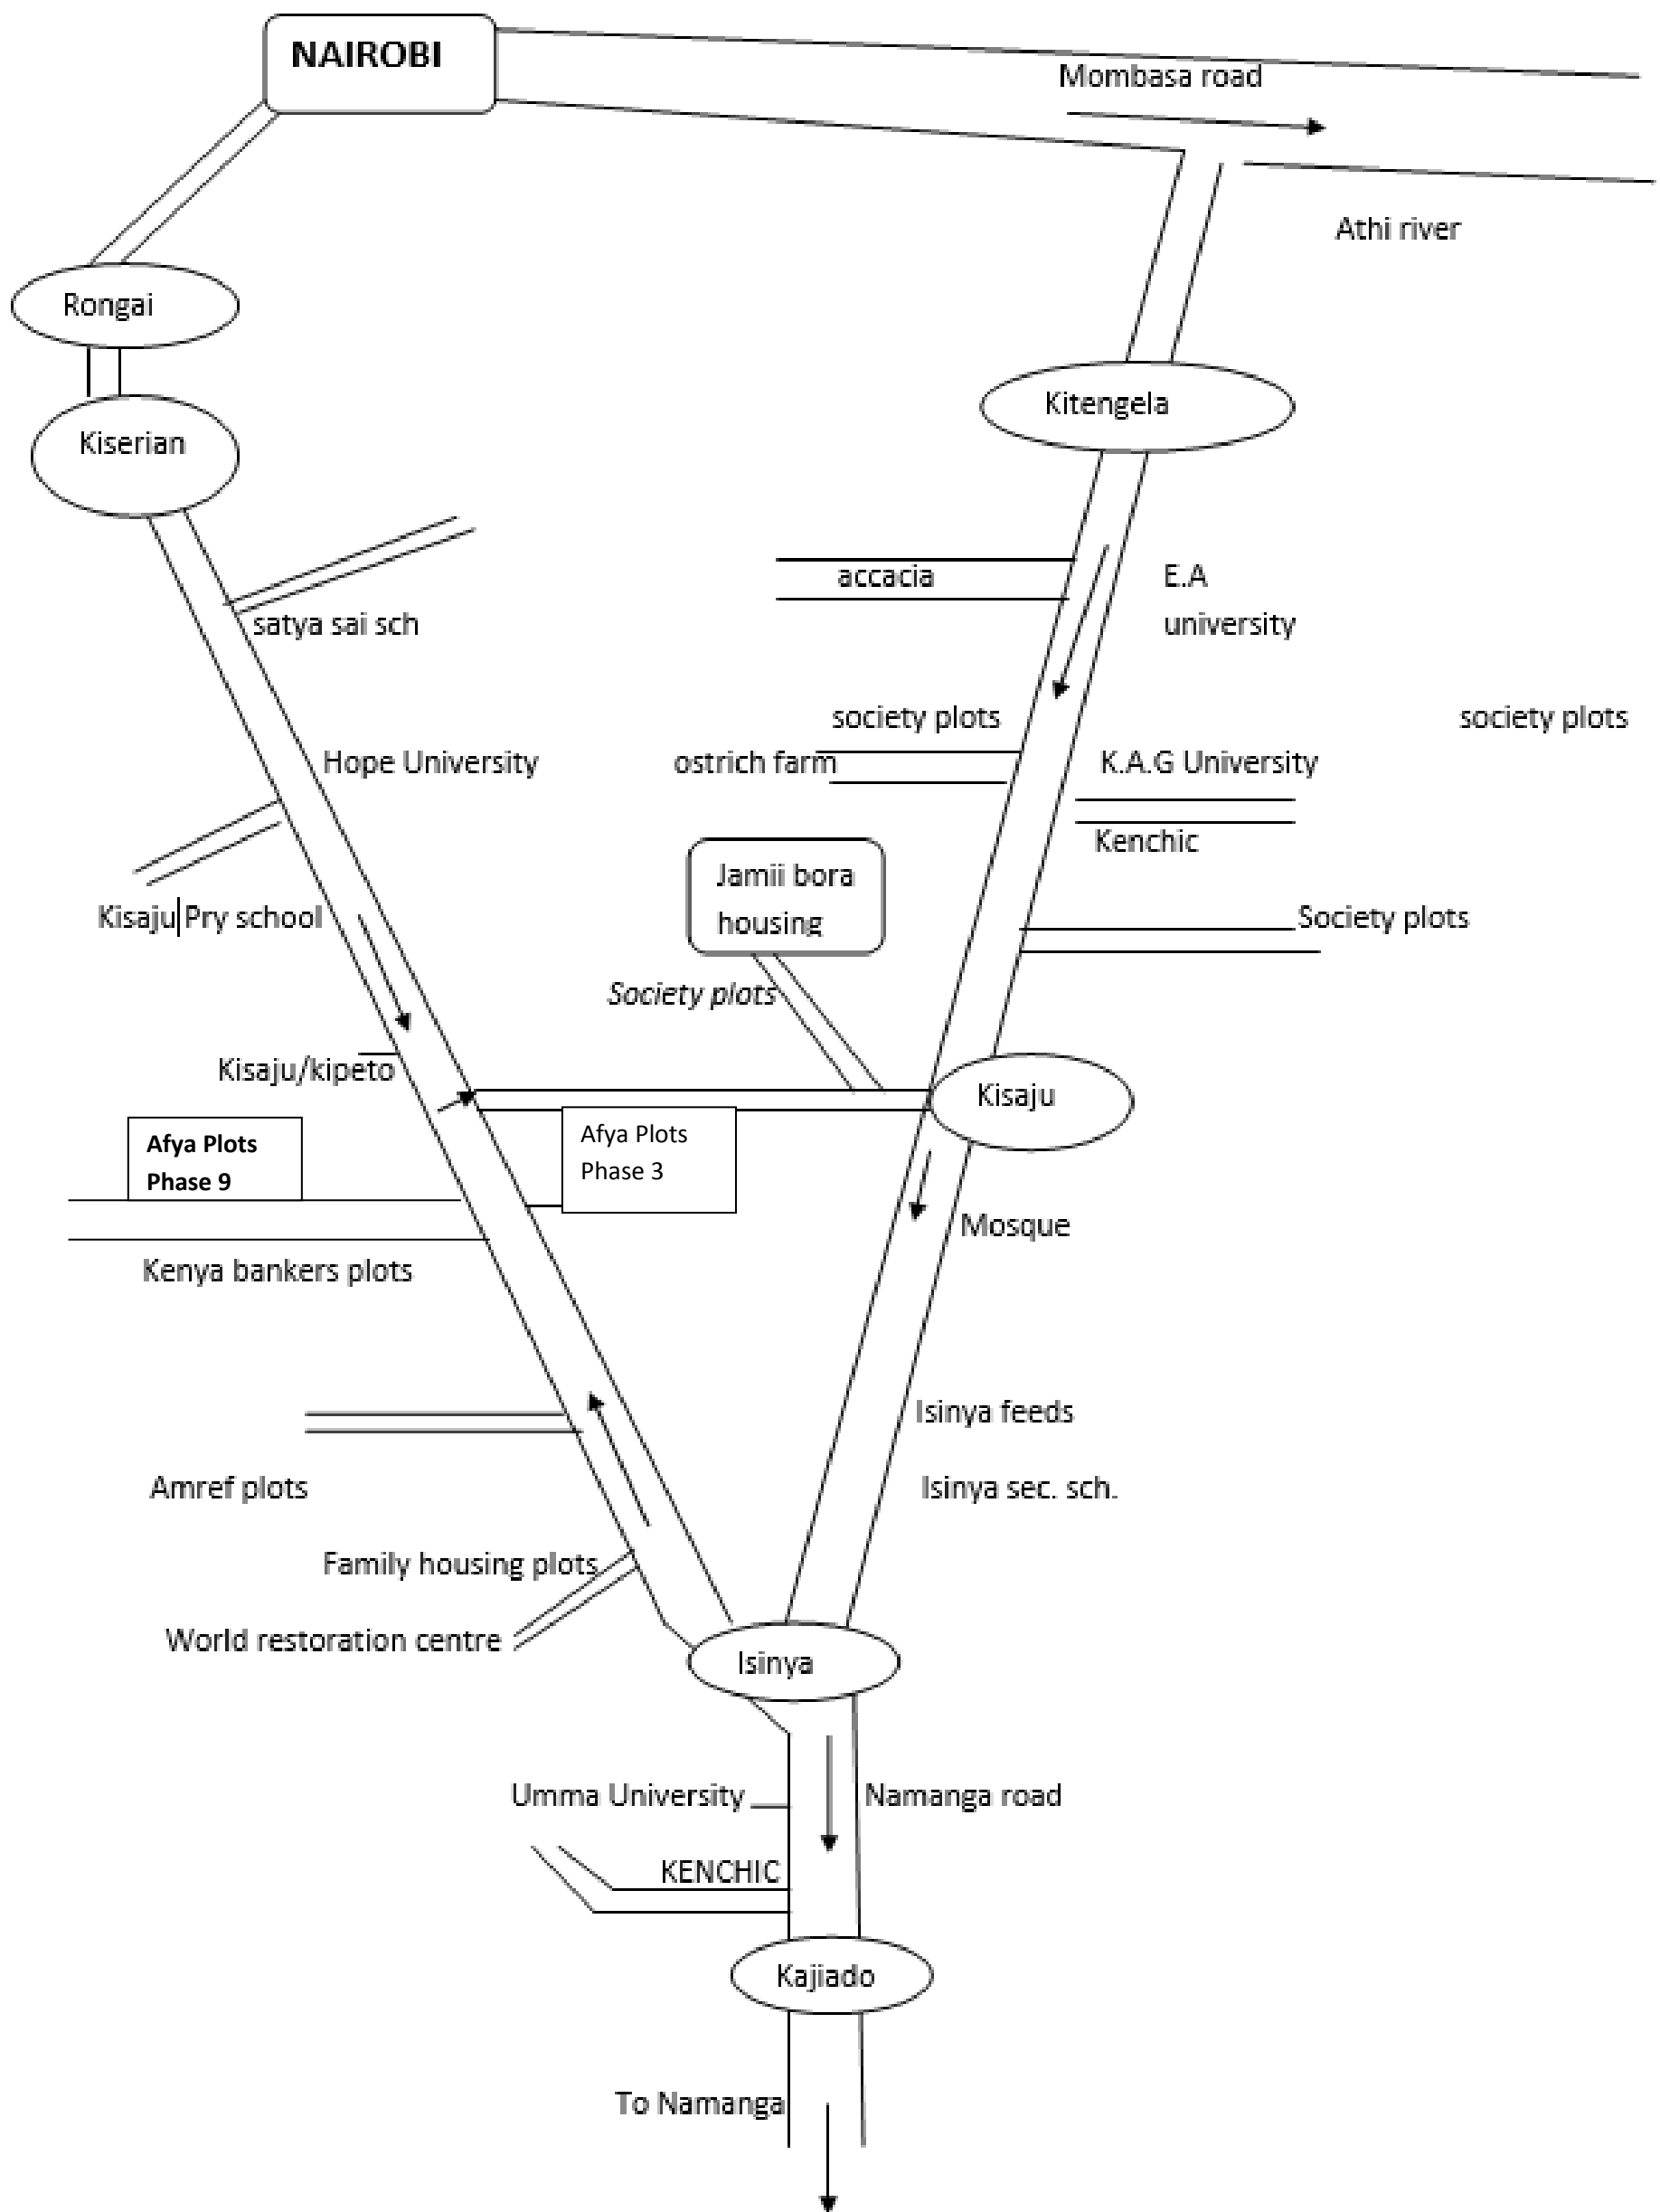 NAIROBI
Mombasa road
Athi river
Rongai
Kitengela
Kiserian
accacia
E.A
university
satya sai sch
society plots
society plots
Hope University
ostrich farm
K.A.G University
Kenchic
Jamii bora
housing
Kisaju Pry school
Society plots
Society plots
Kisaju/kipeto
Kisaju
Afya Plots
Phase 9
Afya Plots
Phase 3
Mosque
Kenya bankers plots
Isinya feeds
Amref plots
Isinya sec. sch.
Family housing plots
World restoration centre
Isinya
Umma University
Namanga road
KENCHIC
Kajiado
To Namanga